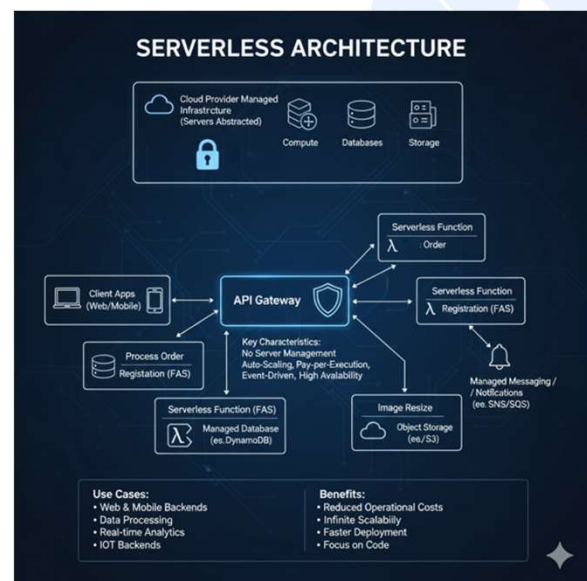 SERVERLESS ARCHITECTURE
Cloud Provider Managed
Infrastrcture
(Servers Abstracted)
Compute
Databases
Storage
Serverless Function
λ : Order
Client Apps
(Web/Mobile)
API Gateway
Serverless Function
λ Registration (FAS)
Process Order
Registation (FAS)
Key Characteristics:
No Server Management
Auto-Scaling, Pay-per-Execution,
Event-Driven, High Avalability
Managed Messaging /
/ Notifications
(ee. SNS/SQS)
Serverless Function (FAS)
λ Managed Database
(es.DynamoDB)
Image Resize
Object Storage
(ee/S3)
Use Cases:
• Web & Mobile Backends
• Data Processing
• Real-time Analytics
• IOT Backends
Benefits:
• Reduced Operational Costs
• Infinite Scalabiily
• Faster Deployment
• Focus on Code